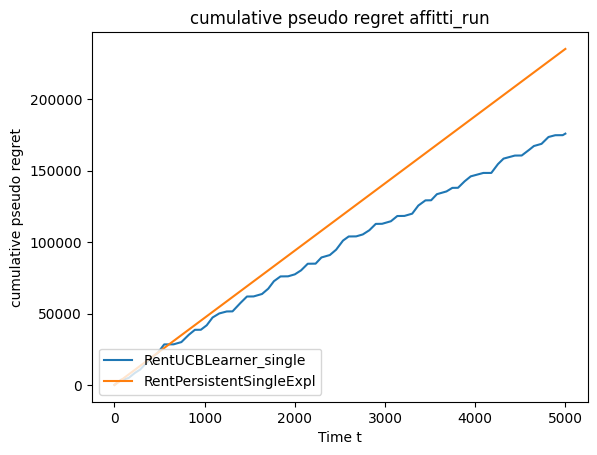 cumulative pseudo regret affitti_run
cumulative pseudo regret
200000
150000
100000
50000
0
RentUCBLearner_single
RentPersistentSingleExpl
0 1000 2000 3000 4000 5000
Time t